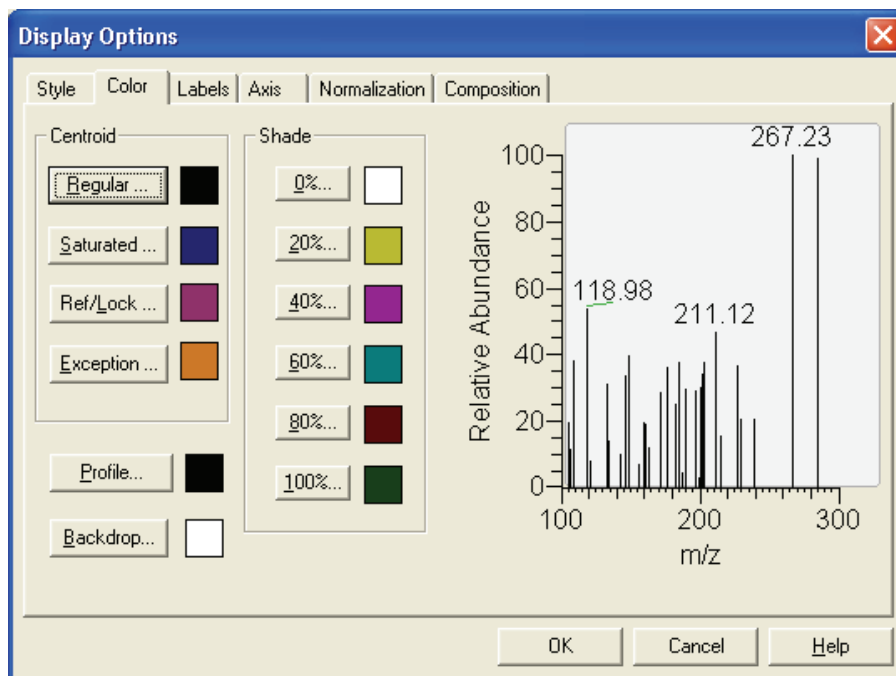 Display Options
Style Color Labels Axis Normalization Composition
Centroid
Regular ...
Saturated ...
Ref/Lock ...
Exception ...
Profile...
Backdrop...
Shade
0%...
20%...
40%...
60%...
80%...
100%...
267.23
118.98
211.12
Relative Abundance
100
80
60
40
20
0
100 200 300
m/z
OK Cancel Help